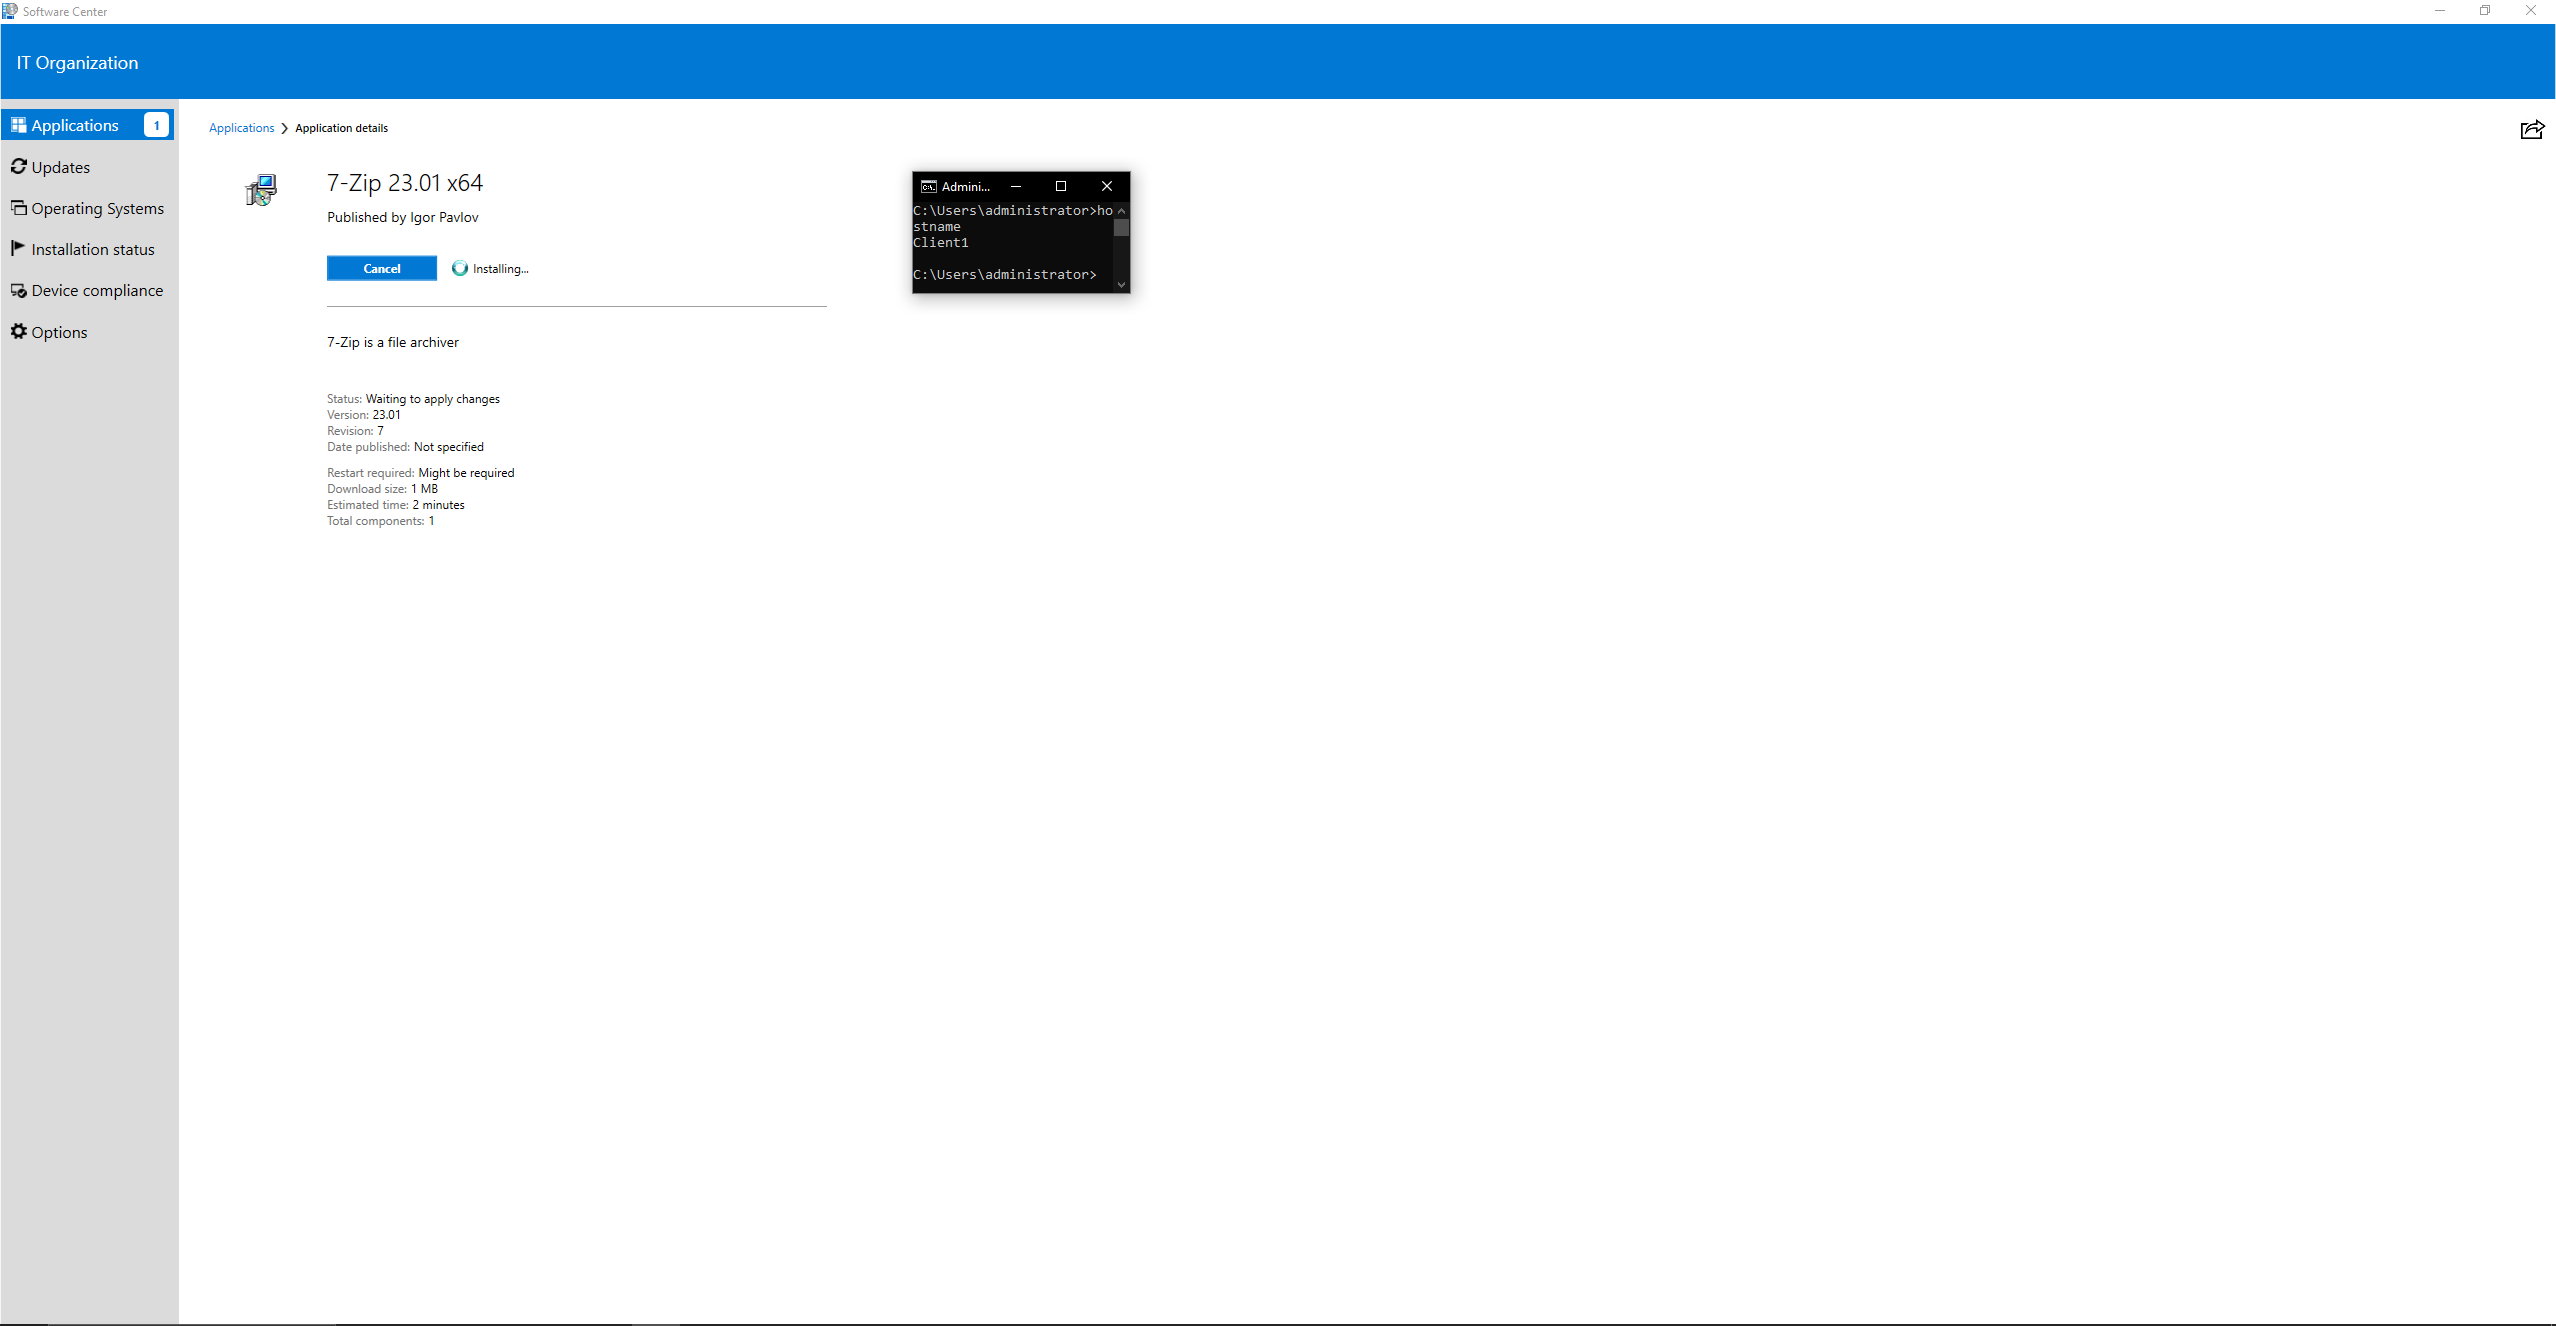 Software Center
IT Organization
Applications 1
Updates
Operating Systems
Installation status
Device compliance
Options
Applications > Application details
7-Zip 23.01 x64
Published by Igor Pavlov
Cancel Installing...
7-Zip is a file archiver
Status: Waiting to apply changes
Version: 23.01
Revision: 7
Date published: Not specified
Restart required: Might be required
Download size: 1 MB
Estimated time: 2 minutes
Total components: 1
Admini...
C:\Users\administrator>ho
stname
Client1
C:\Users\administrator>